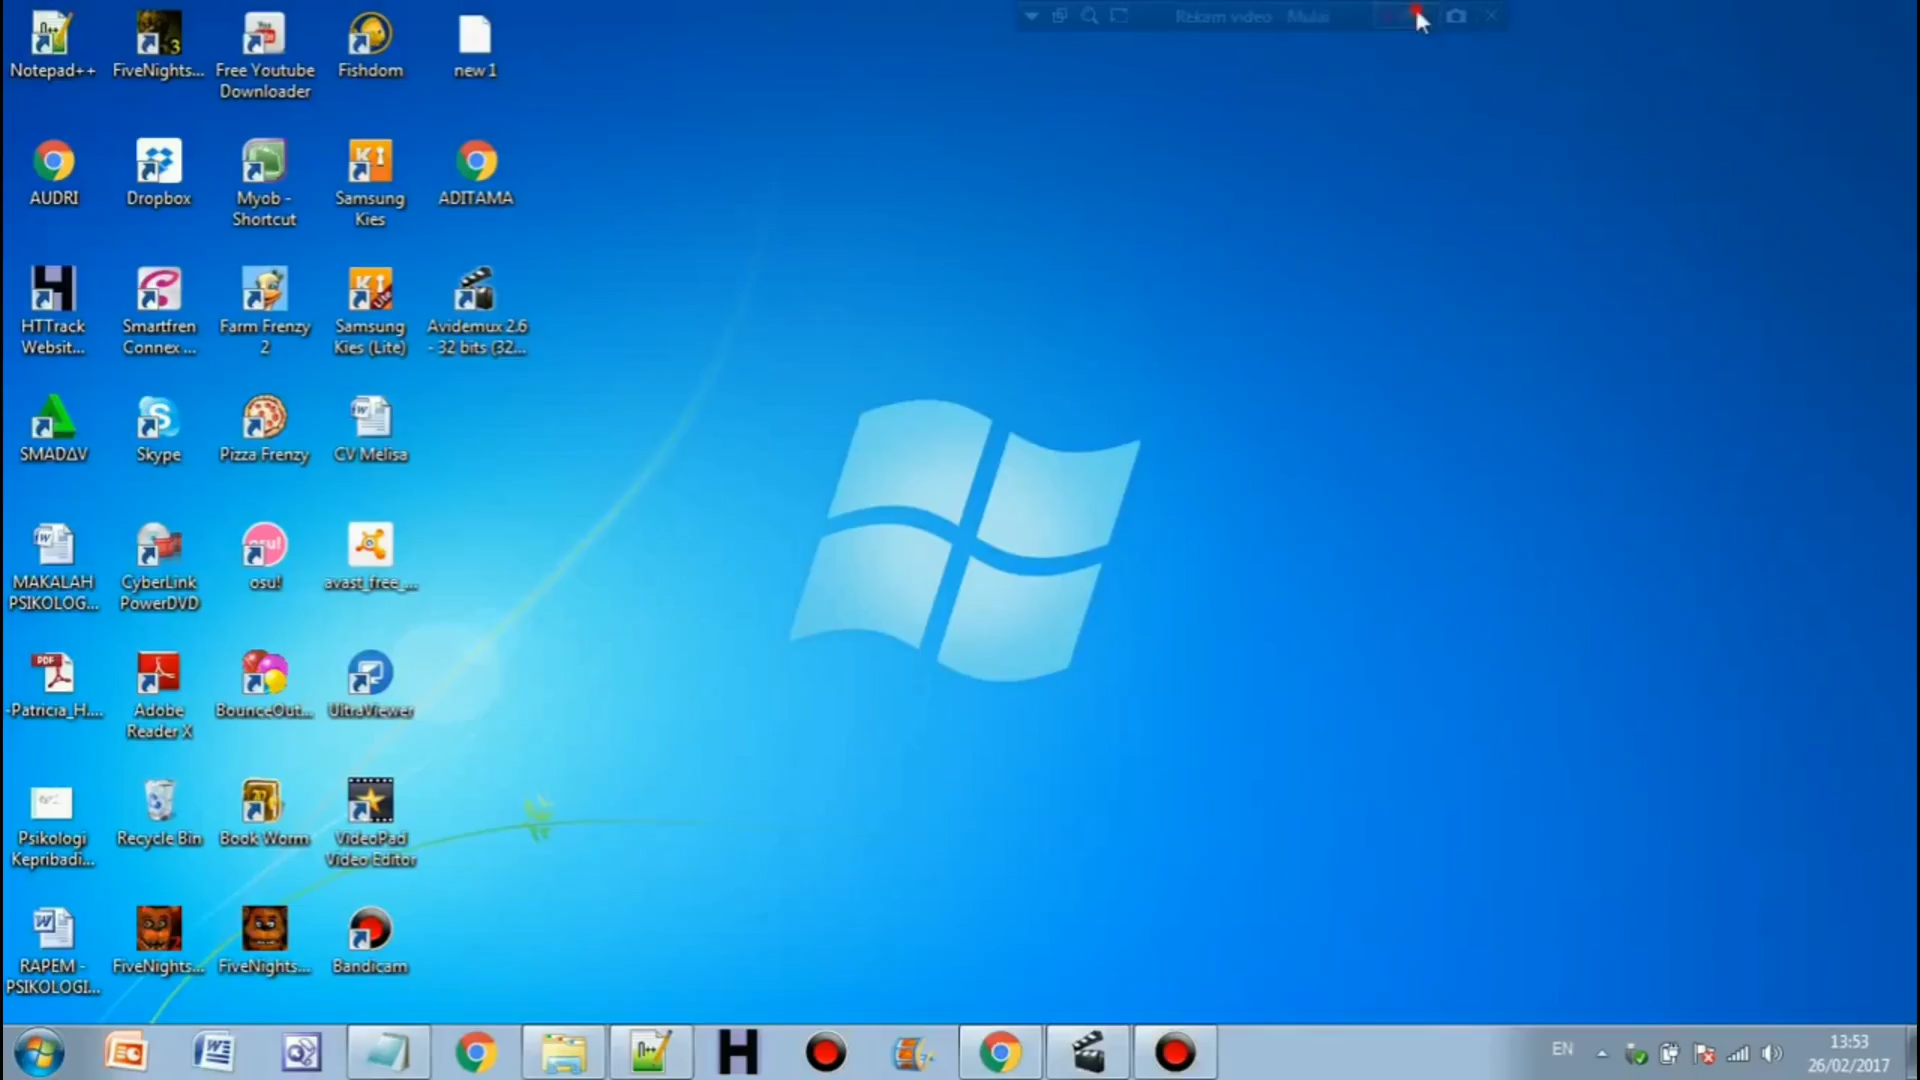 Rekam video Mulai
Notepad++
FiveNights...
Free Youtube
Downloader
Fishdom
new 1
AUDRI
Dropbox
Myob -
Shortcut
Samsung
Kies
ADITAMA
HTTrack
Websit...
Smartfren
Connex ...
Farm Frenzy
2
Samsung
Kies (Lite)
Avidemux 2.6
- 32 bits (32...
SMADΔV
Skype
Pizza Frenzy
CV Melisa
MAKALAH
PSIKOLOG...
CyberLink
PowerDVD
osu!
avast_free_...
-Patricia_H....
Adobe
Reader X
BounceOut...
UltraViewer
Psikologi
Kepribadi...
Recycle Bin
Book Worm
VideoPad
Video Editor
RAPEM -
PSIKOLOGI...
FiveNights...
FiveNights...
Bandicam
EN
13:53
26/02/2017